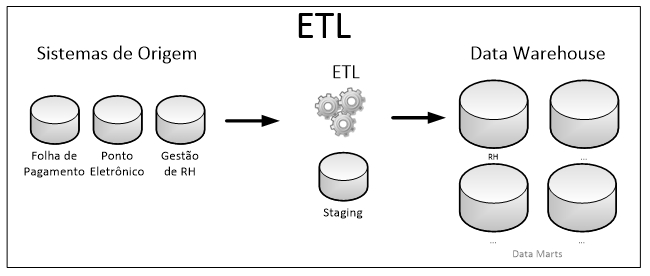 ETL
Sistemas de Origem
ETL
Data Warehouse
Folha de
Pagamento
Ponto
Eletrônico
Gestão
de RH
Staging
RH
...
...
...
Data Marts